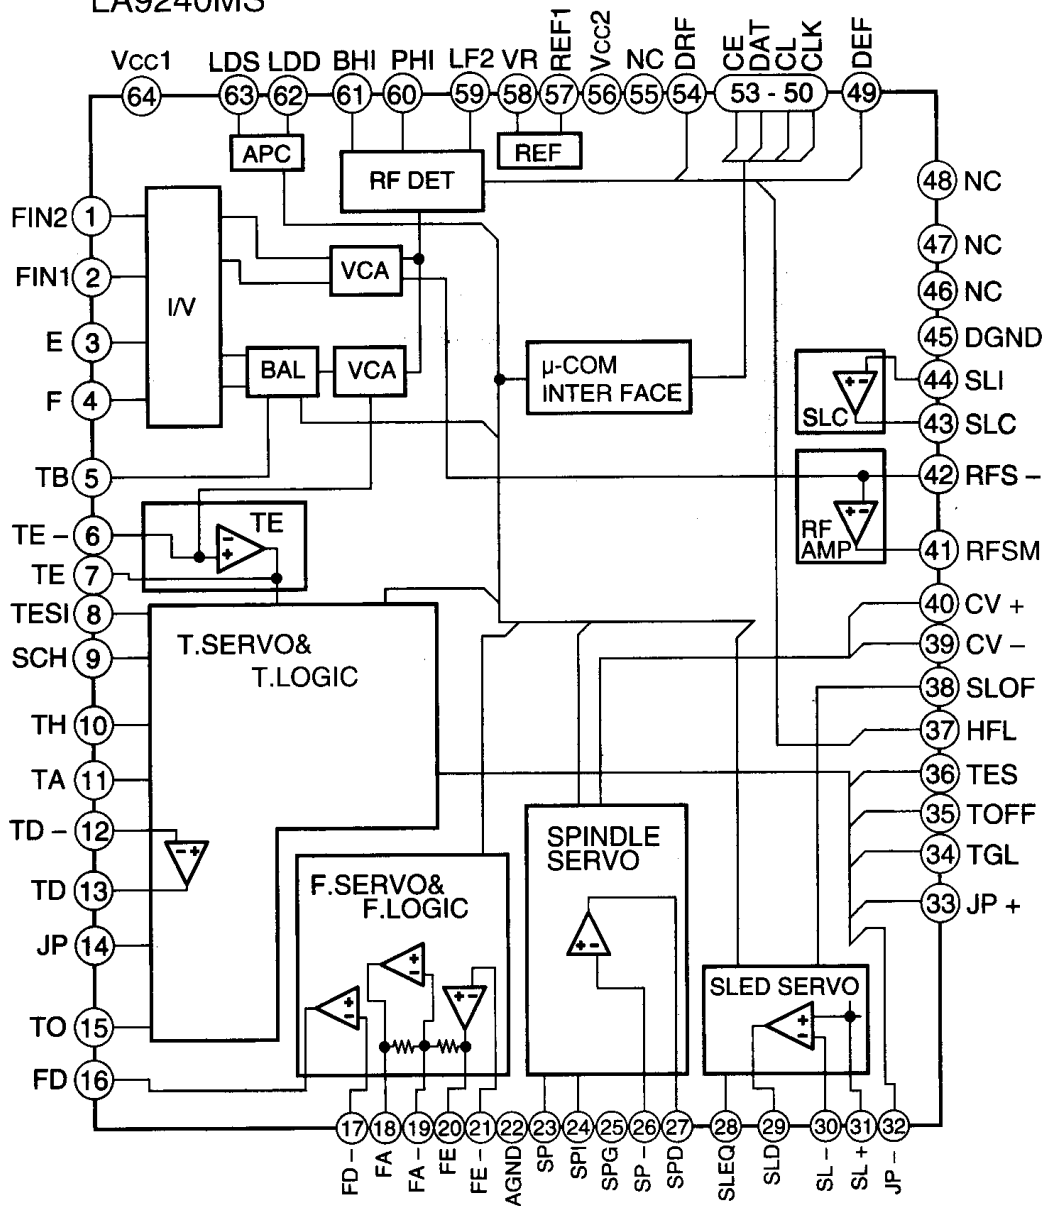 LA9240MS
Vcc1 LDS LDD BHI PHI LF2 VR REF1 Vcc2 NC DRF CE DAT CL CLK DEF
64 63 62 61 60 59 58 57 56 55 54 53 - 50 49
APC
REF
RF DET
48 NC
FIN2 1
47 NC
FIN1 2
VCA
46 NC
I/V
E 3
45 DGND
BAL
VCA
μ-COM
INTER FACE
44 SLI
F 4
SLC
43 SLC
TB 5
42 RFS –
TE – 6
TE
– +
+ –
RF
AMP
41 RFSM
TE 7
TESI 8
40 CV +
T.SERVO&
T.LOGIC
SCH 9
39 CV –
38 SLOF
TH 10
37 HFL
TA 11
36 TES
TD – 12
35 TOFF
SPINDLE
SERVO
34 TGL
TD 13
F.SERVO&
F.LOGIC
33 JP +
JP 14
SLED SERVO
TO 15
FD 16
17 18 19 20 21 22 23 24 25 26 27 28 29 30 31 32
FD – FA FA – FE FE – AGND SP SPI SPG SP – SPD SLEQ SLD SL – SL + JP –